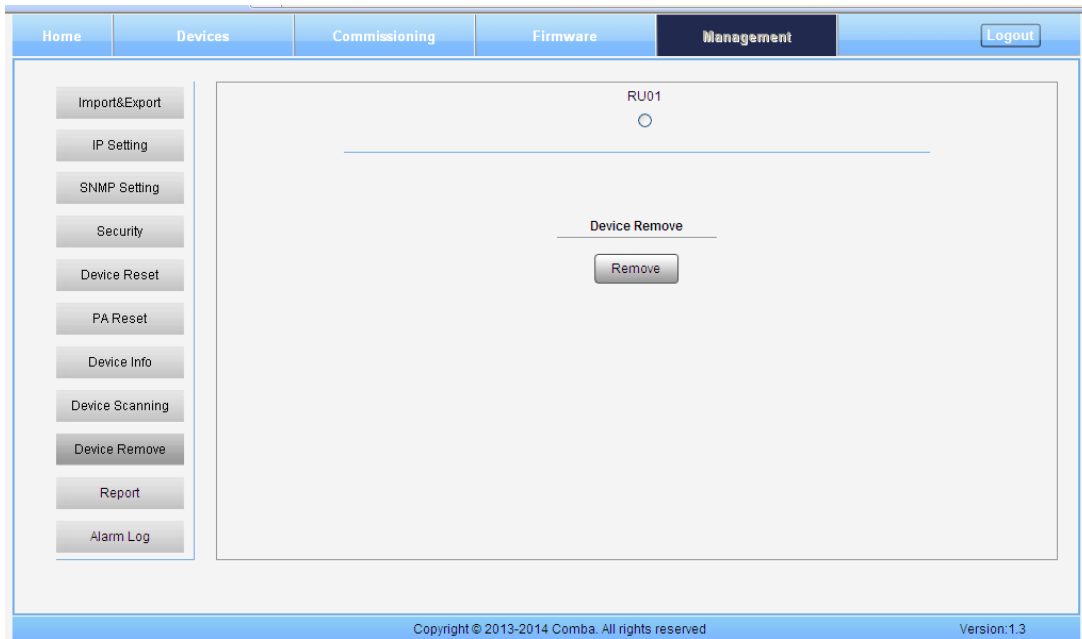 Home Devices Commissioning Firmware Management Logout
Import&Export
IP Setting
SNMP Setting
Security
Device Reset
PA Reset
Device Info
Device Scanning
Device Remove
Report
Alarm Log
RU01
Device Remove
Remove
Copyright © 2013-2014 Comba. All rights reserved Version:1.3